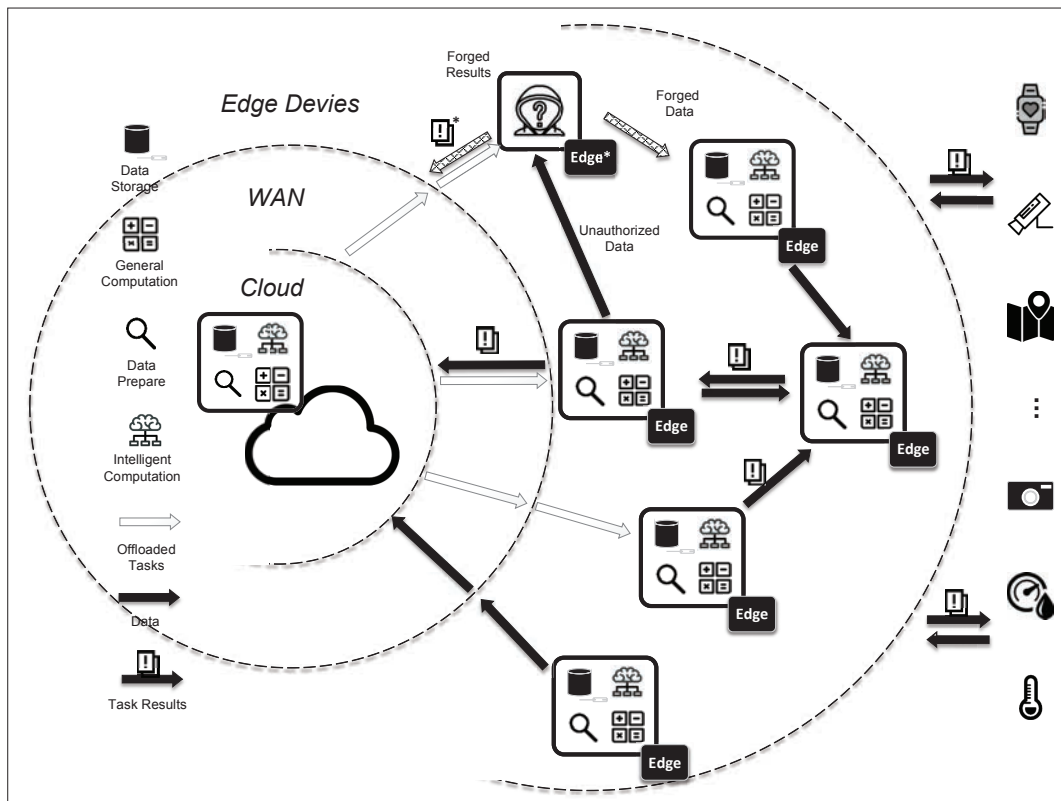 Edge Devies
WAN
Cloud
Data
Storage
General
Computation
Data
Prepare
Intelligent
Computation
Offloaded
Tasks
Data
!
Task Results
Forged
Results
! *
?
Edge*
Forged
Data
Edge
Unauthorized
Data
!
Edge
!
Edge
!
Edge
Edge
!
!